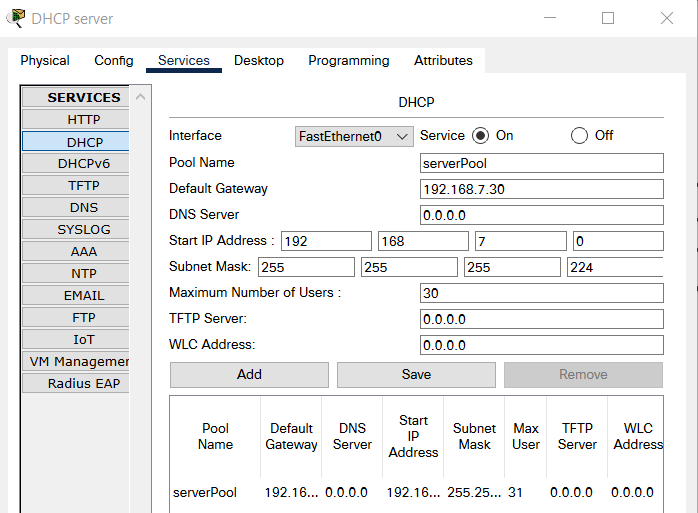 DHCP server
Physical Config Services Desktop Programming Attributes
SERVICES
HTTP
DHCP
DHCPv6
TFTP
DNS
SYSLOG
AAA
NTP
EMAIL
FTP
IoT
VM Managemer
Radius EAP
DHCP
Interface FastEthernet0 Service On Off
Pool Name serverPool
Default Gateway 192.168.7.30
DNS Server 0.0.0.0
Start IP Address : 192 168 7 0
Subnet Mask: 255 255 255 224
Maximum Number of Users : 30
TFTP Server: 0.0.0.0
WLC Address: 0.0.0.0
Add Save Remove
Pool Name Default Gateway DNS Server Start IP Address Subnet Mask Max User TFTP Server WLC Address
serverPool 192.16... 0.0.0.0 192.16... 255.25... 31 0.0.0.0 0.0.0.0